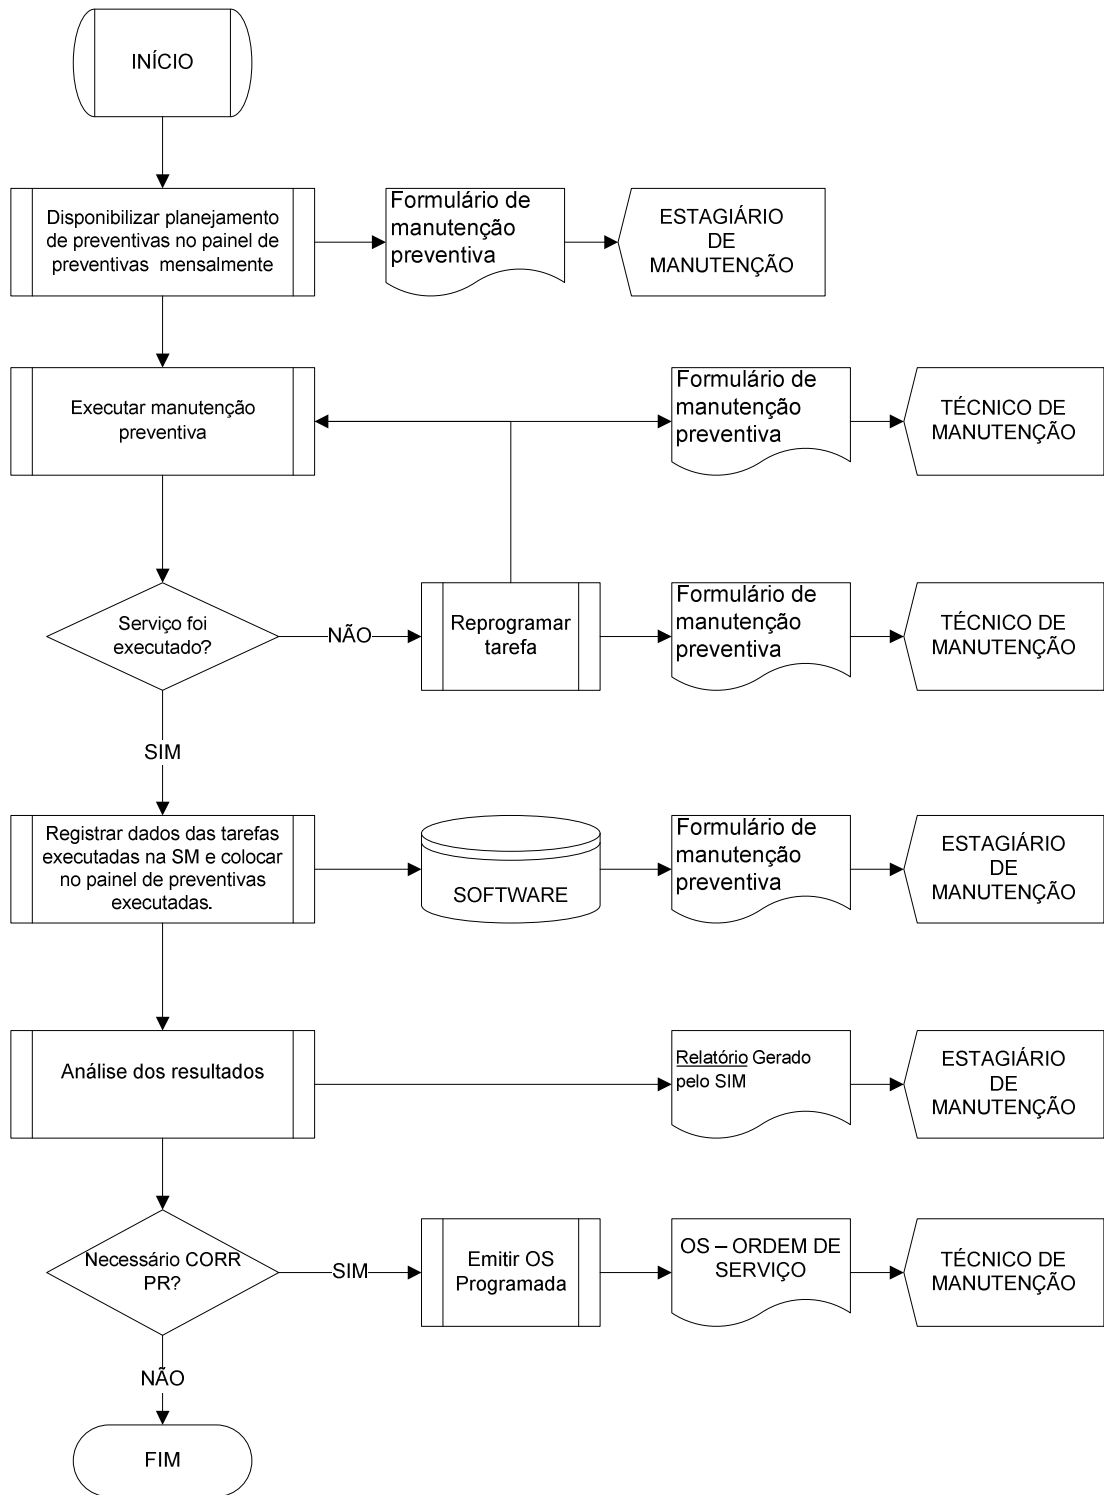 INÍCIO
Disponibilizar planejamento
de preventivas no painel de
preventivas mensalmente
Formulário de
manutenção
preventiva
ESTAGIÁRIO
DE
MANUTENÇÃO
Executar manutenção
preventiva
Formulário de
manutenção
preventiva
TÉCNICO DE
MANUTENÇÃO
Serviço foi
executado?
NÃO
Reprogramar
tarefa
Formulário de
manutenção
preventiva
TÉCNICO DE
MANUTENÇÃO
SIM
Registrar dados das tarefas
executadas na SM e colocar
no painel de preventivas
executadas.
SOFTWARE
Formulário de
manutenção
preventiva
ESTAGIÁRIO
DE
MANUTENÇÃO
Análise dos resultados
Relatório Gerado
pelo SIM
ESTAGIÁRIO
DE
MANUTENÇÃO
Necessário CORR
PR?
SIM
Emitir OS
Programada
OS – ORDEM DE
SERVIÇO
TÉCNICO DE
MANUTENÇÃO
NÃO
FIM